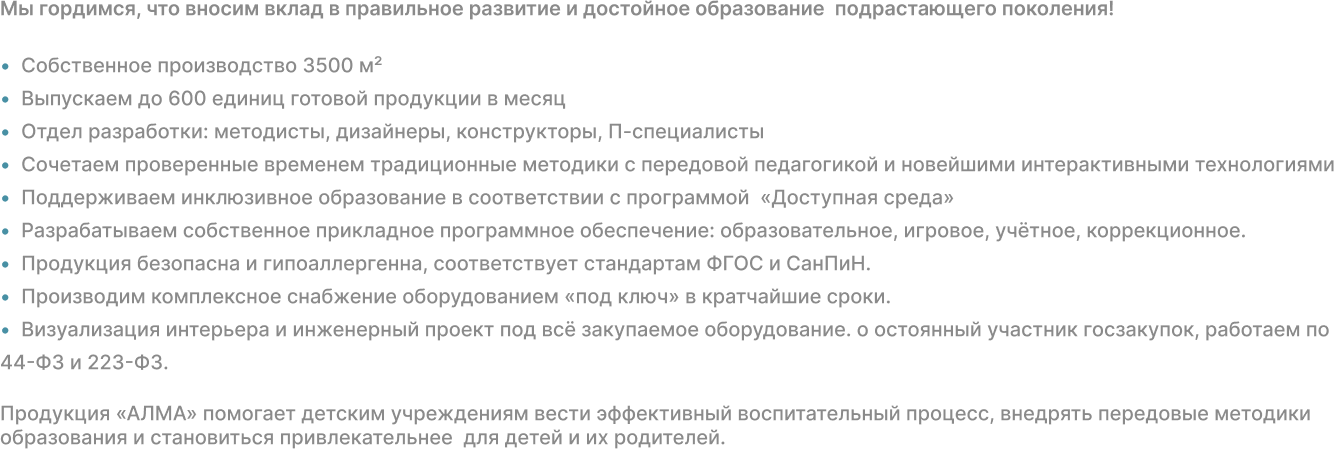 Мы гордимся, что вносим вклад в правильное развитие и достойное образование подрастающего поколения!
• Собственное производство 3500 м²
• Выпускаем до 600 единиц готовой продукции в месяц
• Отдел разработки: методисты, дизайнеры, конструкторы, П-специалисты
• Сочетаем проверенные временем традиционные методики с передовой педагогикой и новейшими интерактивными технологиями
• Поддерживаем инклюзивное образование в соответствии с программой «Доступная среда»
• Разрабатываем собственное прикладное программное обеспечение: образовательное, игровое, учётное, коррекционное.
• Продукция безопасна и гипоаллергенна, соответствует стандартам ФГОС и СанПиН.
• Производим комплексное снабжение оборудованием «под ключ» в кратчайшие сроки.
• Визуализация интерьера и инженерный проект под всё закупаемое оборудование. о остоянный участник госзакупок, работаем по
44-ФЗ и 223-ФЗ.
Продукция «АЛМА» помогает детским учреждениям вести эффективный воспитательный процесс, внедрять передовые методики
образования и становиться привлекательнее для детей и их родителей.